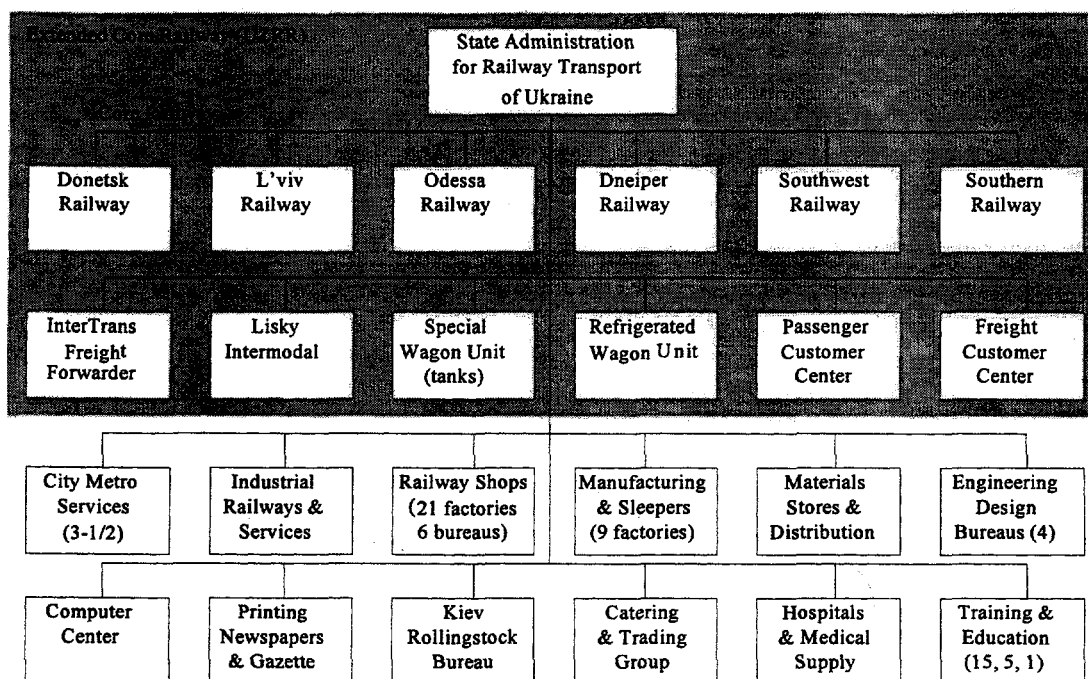 Extended Core Railways (UZRR)
State Administration
for Railway Transport
of Ukraine
Donetsk
Railway
L'viv
Railway
Odessa
Railway
Dneiper
Railway
Southwest
Railway
Southern
Railway
InterTrans
Freight
Forwarder
Lisky
Intermodal
Special
Wagon Unit
(tanks)
Refrigerated
Wagon Unit
Passenger
Customer
Center
Freight
Customer
Center
City Metro
Services
(3-1/2)
Industrial
Railways &
Services
Railway Shops
(21 factories
6 bureaus)
Manufacturing
& Sleepers
(9 factories)
Materials
Stores &
Distribution
Engineering
Design
Bureaus (4)
Computer
Center
Printing
Newspapers
& Gazette
Kiev
Rollingstock
Bureau
Catering
& Trading
Group
Hospitals
& Medical
Supply
Training &
Education
(15, 5, 1)